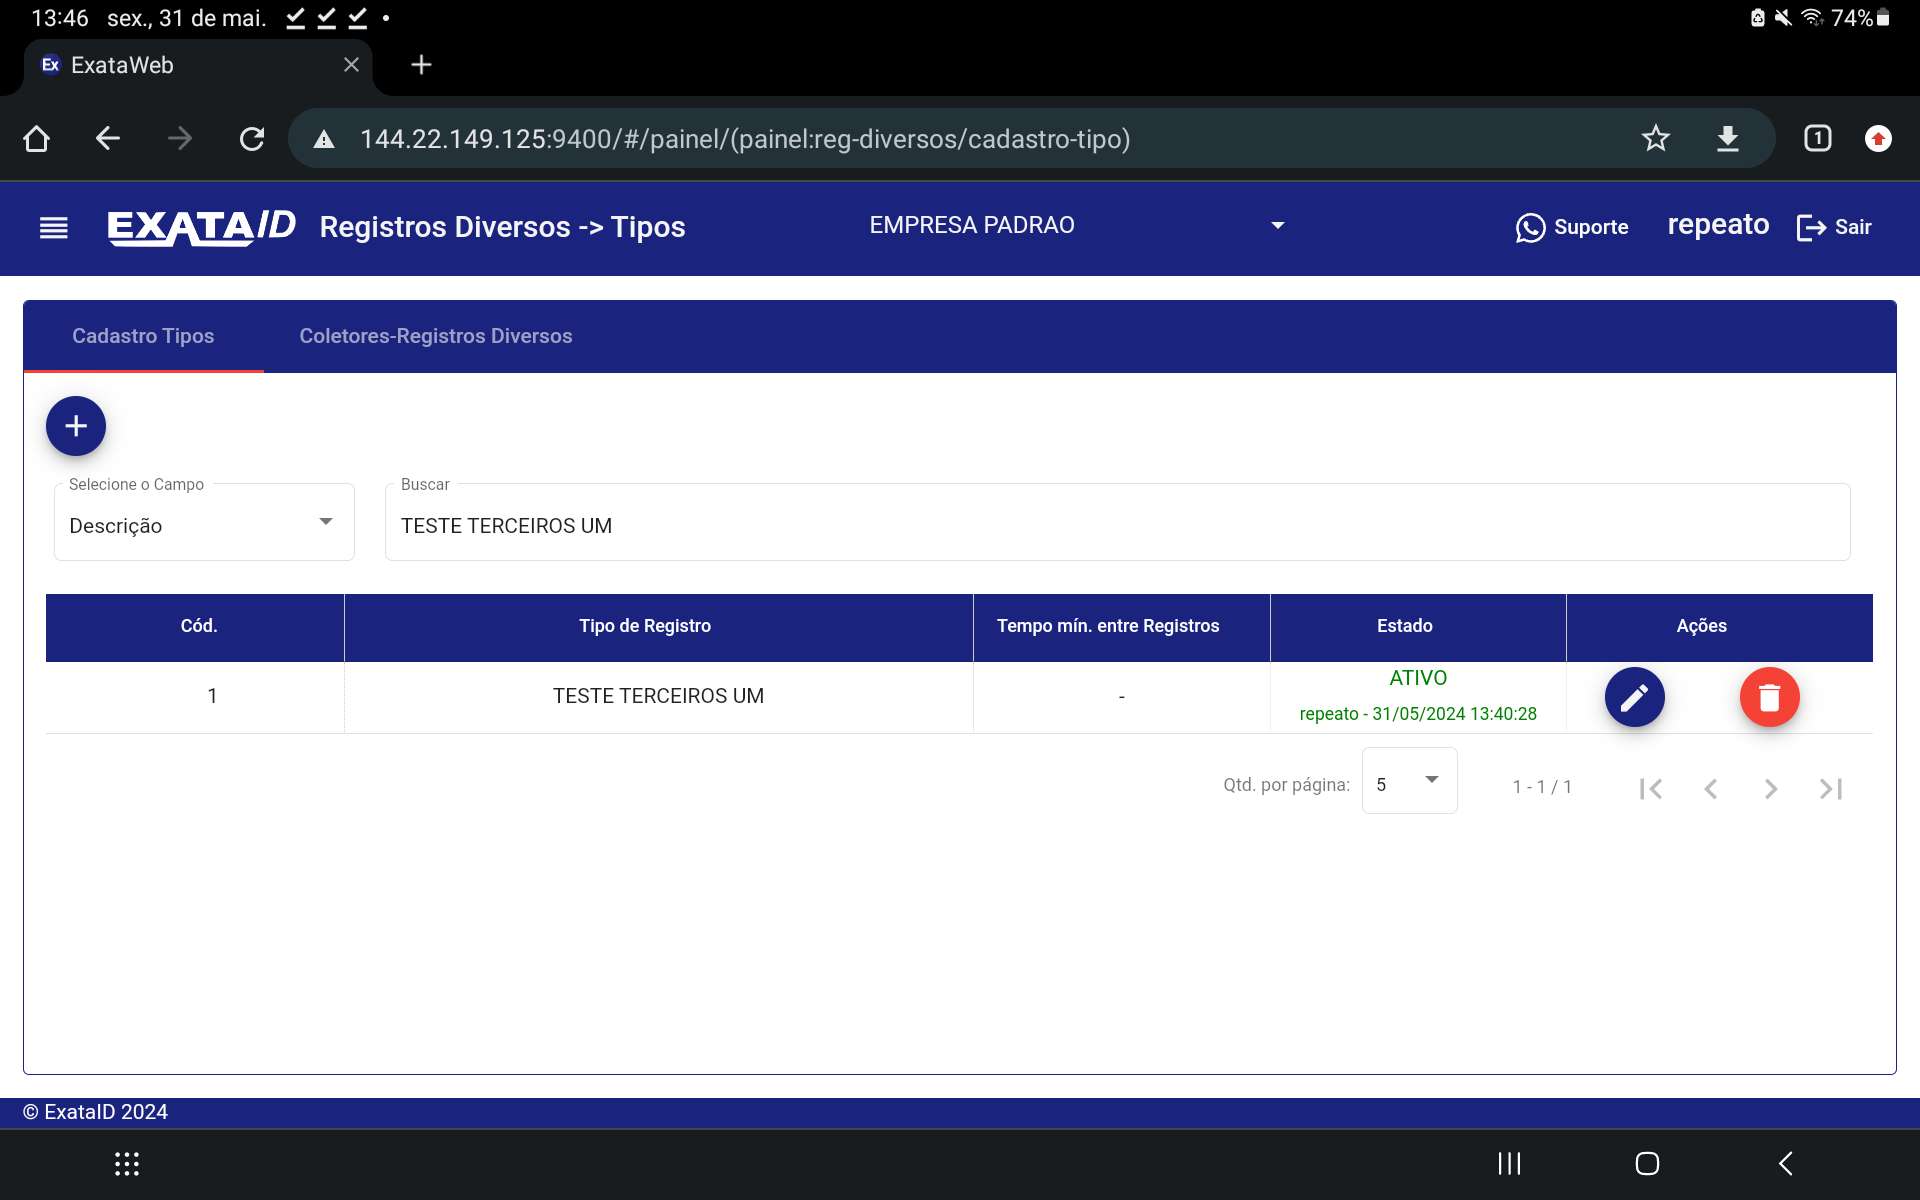 13:46 sex., 31 de mai.
74%
Ex ExataWeb
144.22.149.125:9400/#/painel/(painel:reg-diversos/cadastro-tipo)
1
EXATAID Registros Diversos -> Tipos
EMPRESA PADRAO
Suporte
repeato
Sair
Cadastro Tipos
Coletores-Registros Diversos
Selecione o Campo
Descrição
Buscar
TESTE TERCEIROS UM
Cód. Tipo de Registro Tempo mín. entre Registros Estado Ações
1 TESTE TERCEIROS UM - ATIVO
repeato - 31/05/2024 13:40:28
Qtd. por página: 5 1 - 1 / 1
© ExataID 2024